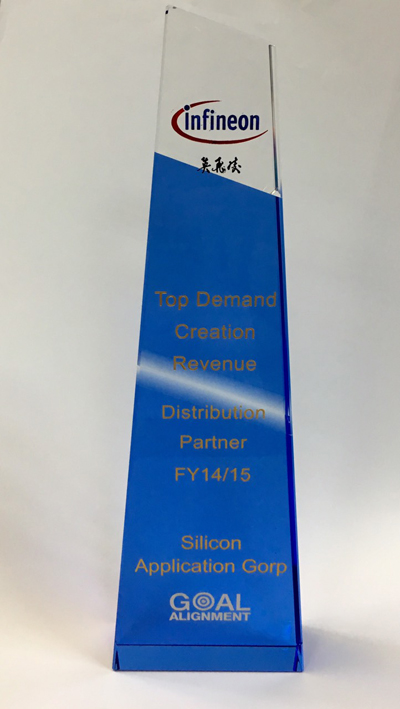 infineon
Top Demand
Creation
Revenue
Distribution
Partner
FY14/15
Silicon
Application Gorp
GOAL
ALIGNMENT